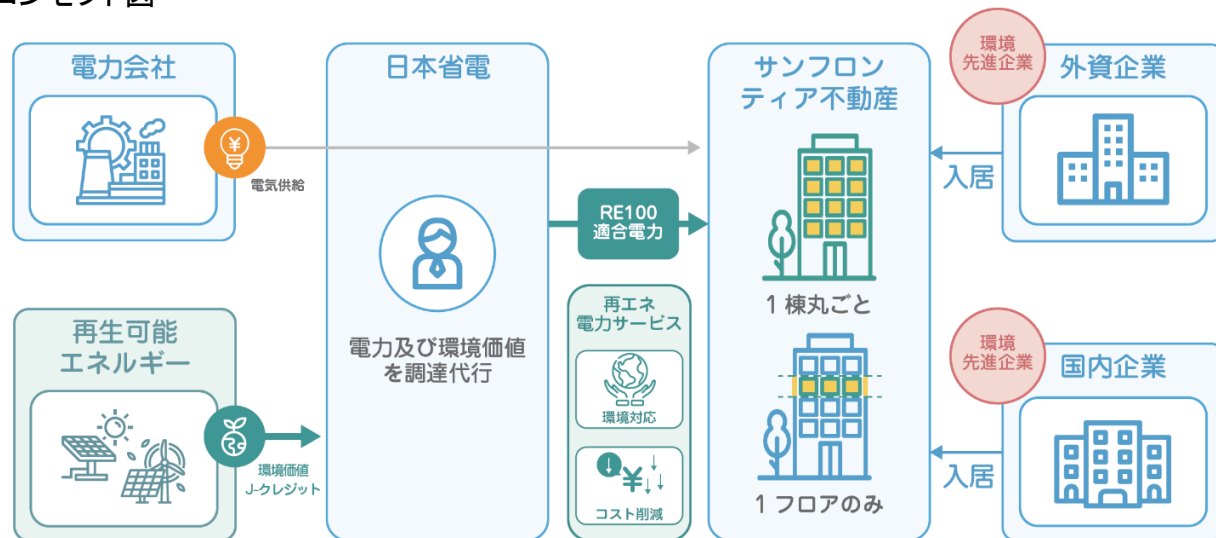 コンセプト図
電力会社
¥
電気供給
再生可能
エネルギー
環境価値
J-クレジット
日本省電
電力及び環境価値
を調達代行
RE100
適合電力
再エネ
電力サービス
環境対応
¥
コスト削減
サンフロン
ティア不動産
1 棟丸ごと
1 フロアのみ
環境
先進企業
外資企業
入居
環境
先進企業
国内企業
入居